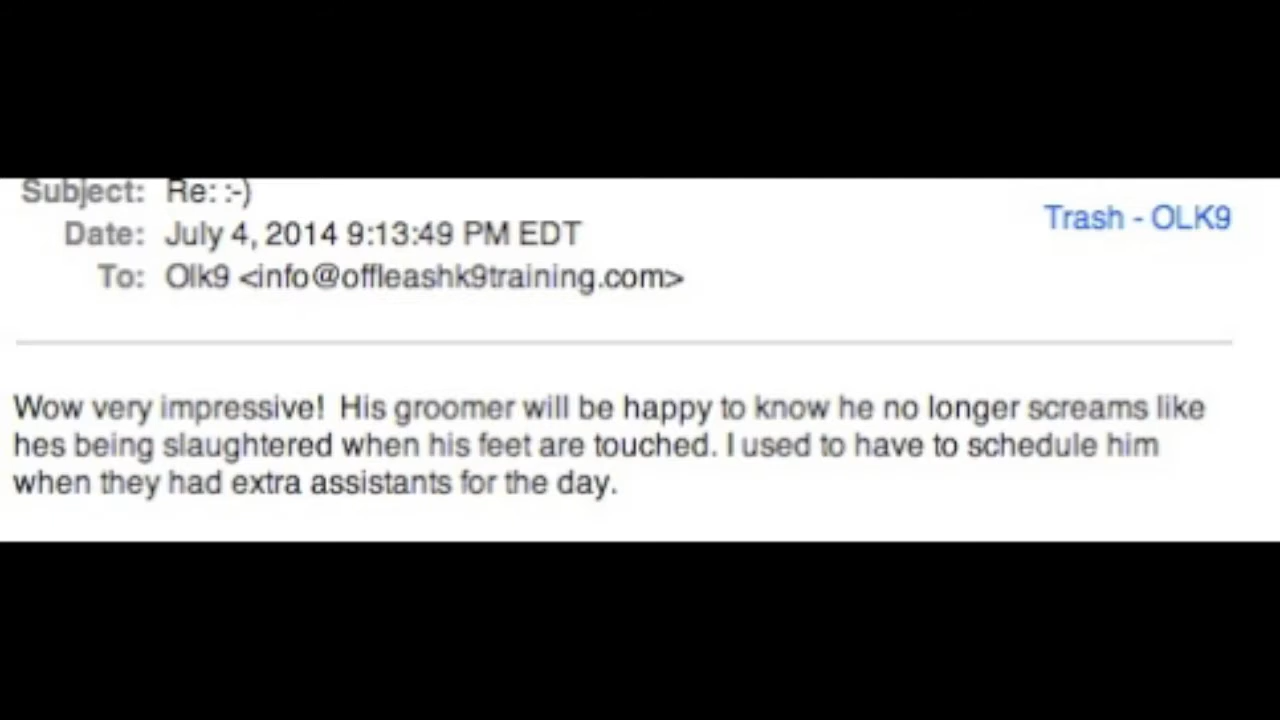 Subject: Re: :-)
Trash - OLK9
Date: July 4, 2014 9:13:49 PM EDT
To: Olk9 <info@offleashk9training.com>
Wow very impressive!  His groomer will be happy to know he no longer screams like
hes being slaughtered when his feet are touched. I used to have to schedule him
when they had extra assistants for the day.